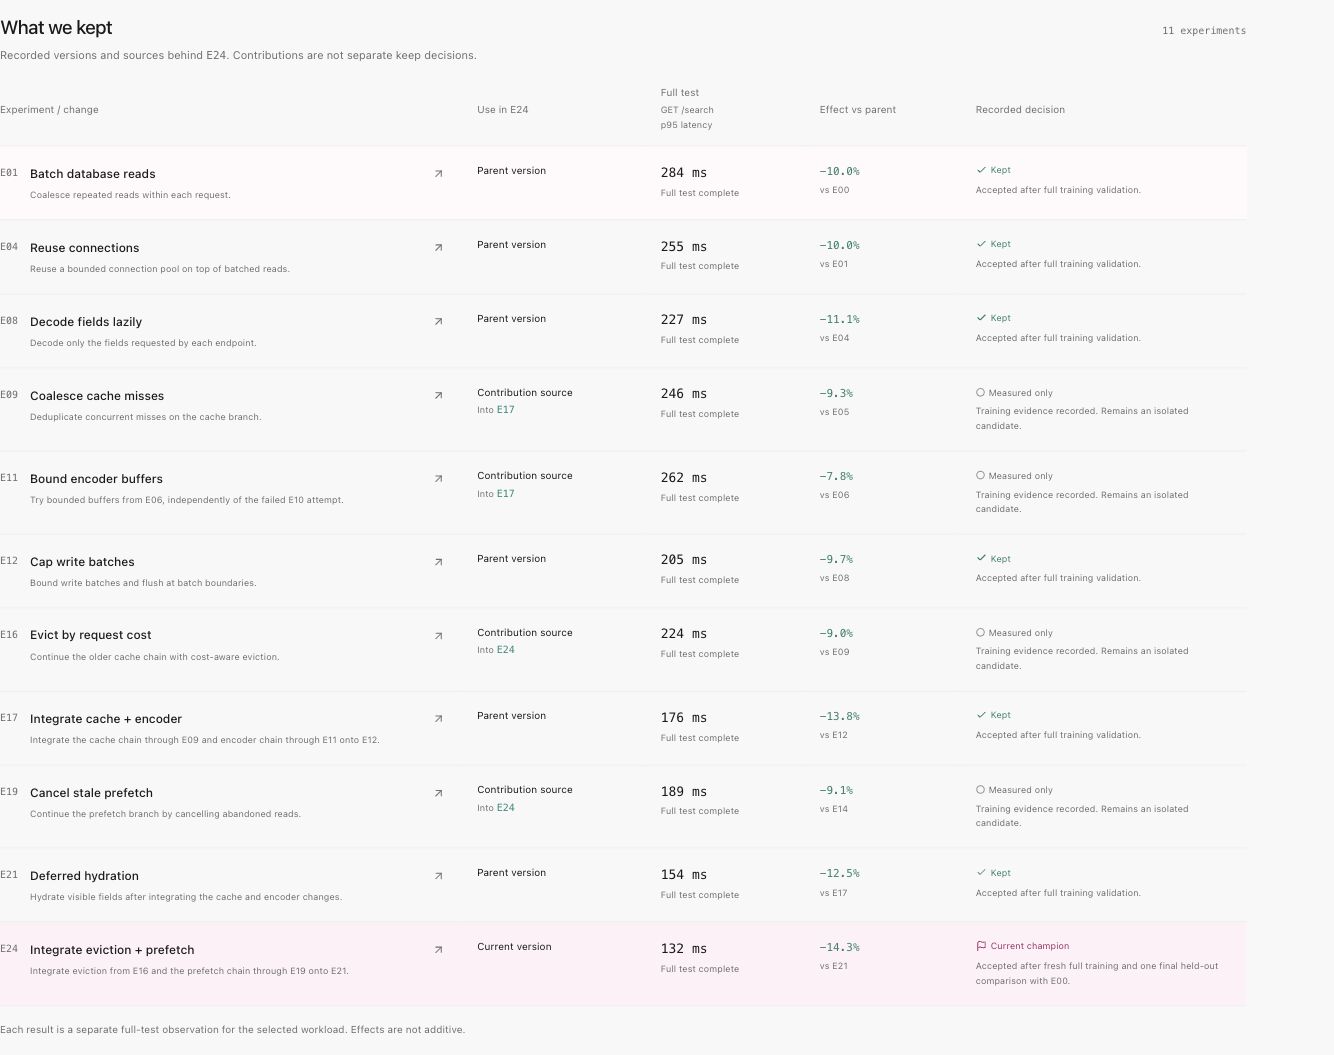 What we kept
11 experiments
Recorded versions and sources behind E24. Contributions are not separate keep decisions.
Experiment / change
Use in E24
Full test
GET /search
p95 latency
Effect vs parent
Recorded decision
E01
Batch database reads
Coalesce repeated reads within each request.
Parent version
284 ms
Full test complete
−10.0%
vs E00
Kept
Accepted after full training validation.
E04
Reuse connections
Reuse a bounded connection pool on top of batched reads.
Parent version
255 ms
Full test complete
−10.0%
vs E01
Kept
Accepted after full training validation.
E08
Decode fields lazily
Decode only the fields requested by each endpoint.
Parent version
227 ms
Full test complete
−11.1%
vs E04
Kept
Accepted after full training validation.
E09
Coalesce cache misses
Deduplicate concurrent misses on the cache branch.
Contribution source
Into E17
246 ms
Full test complete
−9.3%
vs E05
Measured only
Training evidence recorded. Remains an isolated
candidate.
E11
Bound encoder buffers
Try bounded buffers from E06, independently of the failed E10 attempt.
Contribution source
Into E17
262 ms
Full test complete
−7.8%
vs E06
Measured only
Training evidence recorded. Remains an isolated
candidate.
E12
Cap write batches
Bound write batches and flush at batch boundaries.
Parent version
205 ms
Full test complete
−9.7%
vs E08
Kept
Accepted after full training validation.
E16
Evict by request cost
Continue the older cache chain with cost-aware eviction.
Contribution source
Into E24
224 ms
Full test complete
−9.0%
vs E09
Measured only
Training evidence recorded. Remains an isolated
candidate.
E17
Integrate cache + encoder
Integrate the cache chain through E09 and encoder chain through E11 onto E12.
Parent version
176 ms
Full test complete
−13.8%
vs E12
Kept
Accepted after full training validation.
E19
Cancel stale prefetch
Continue the prefetch branch by cancelling abandoned reads.
Contribution source
Into E24
189 ms
Full test complete
−9.1%
vs E14
Measured only
Training evidence recorded. Remains an isolated
candidate.
E21
Deferred hydration
Hydrate visible fields after integrating the cache and encoder changes.
Parent version
154 ms
Full test complete
−12.5%
vs E17
Kept
Accepted after full training validation.
E24
Integrate eviction + prefetch
Integrate eviction from E16 and the prefetch chain through E19 onto E21.
Current version
132 ms
Full test complete
−14.3%
vs E21
Current champion
Accepted after fresh full training and one final held-out
comparison with E00.
Each result is a separate full-test observation for the selected workload. Effects are not additive.